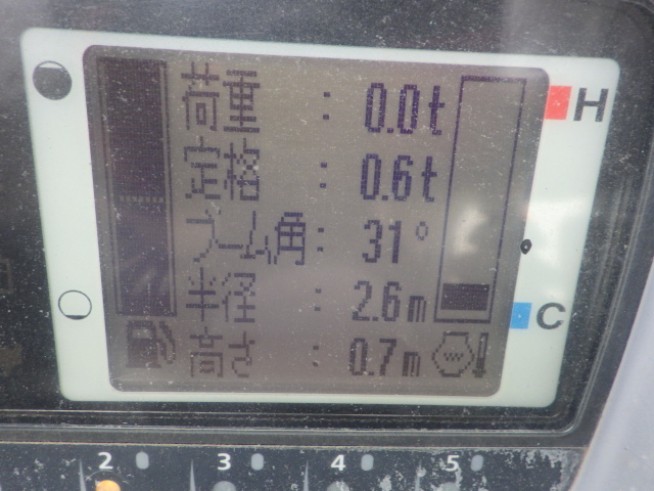 荷重 : 0.0t
定格 : 0.6t
ブーム角: 31°
半径 : 2.6m
高さ : 0.7m
H
C
2 3 4 5